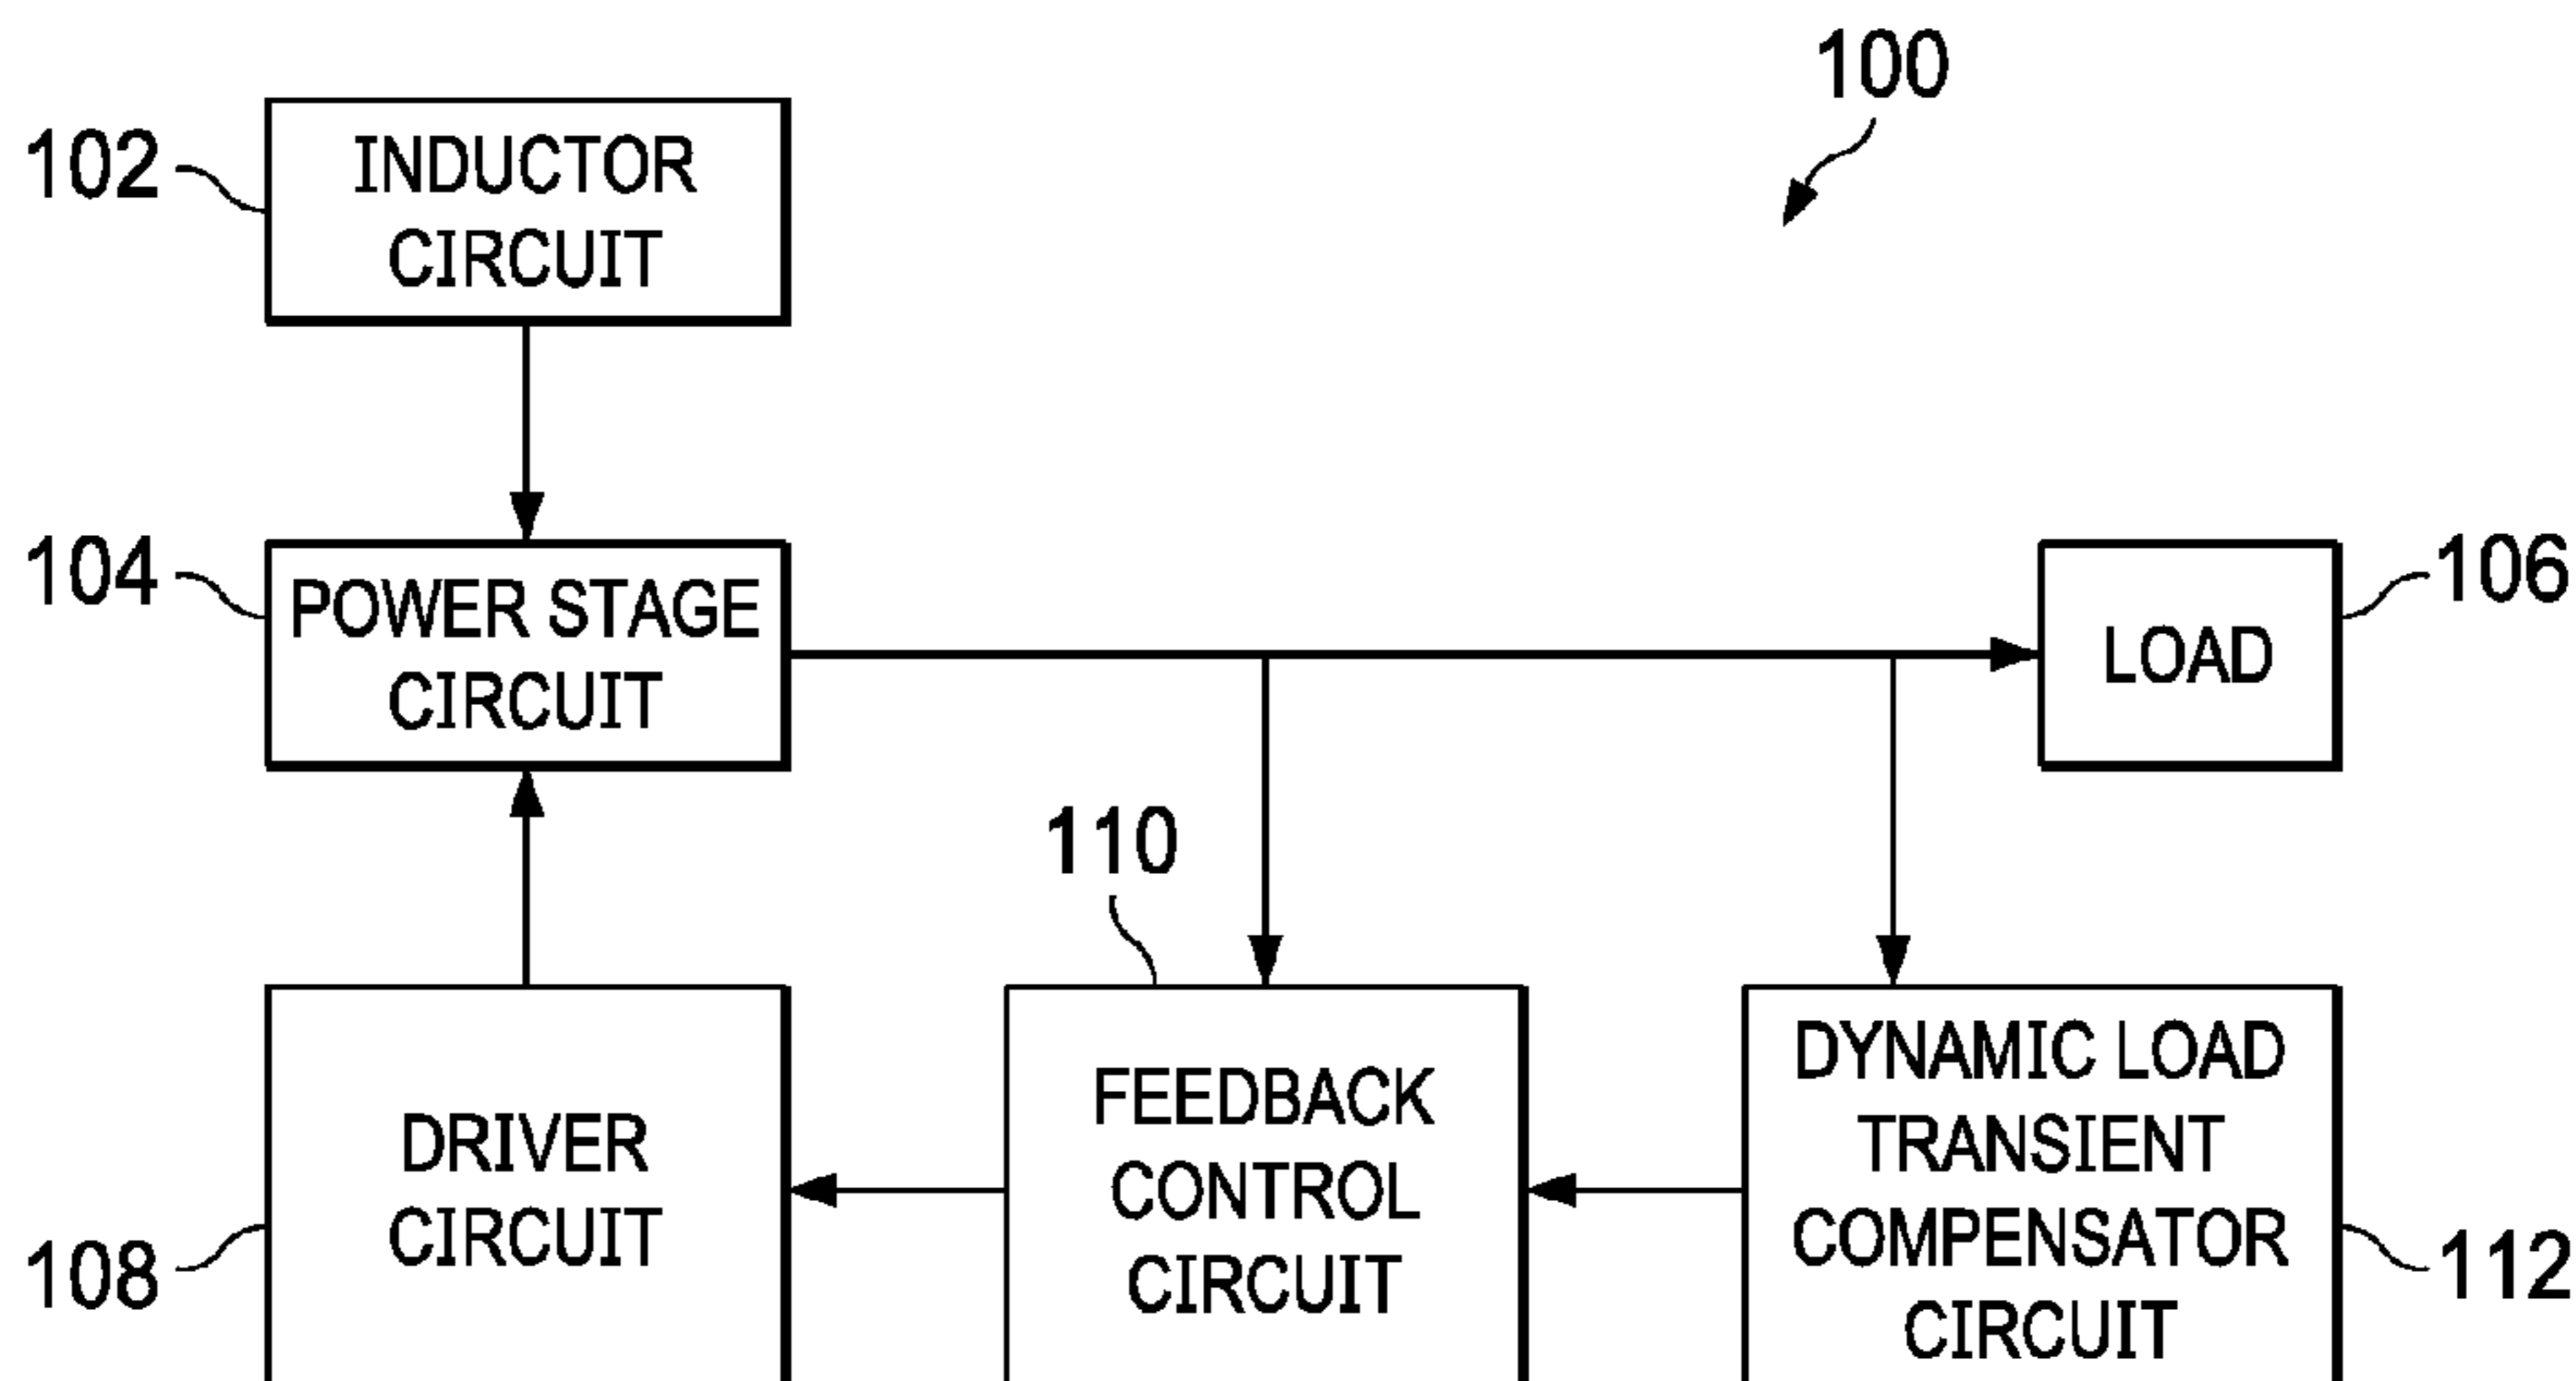 100
102
INDUCTOR
CIRCUIT
104
POWER STAGE
CIRCUIT
LOAD
106
110
108
DRIVER
CIRCUIT
FEEDBACK
CONTROL
CIRCUIT
DYNAMIC LOAD
TRANSIENT
COMPENSATOR
CIRCUIT
112